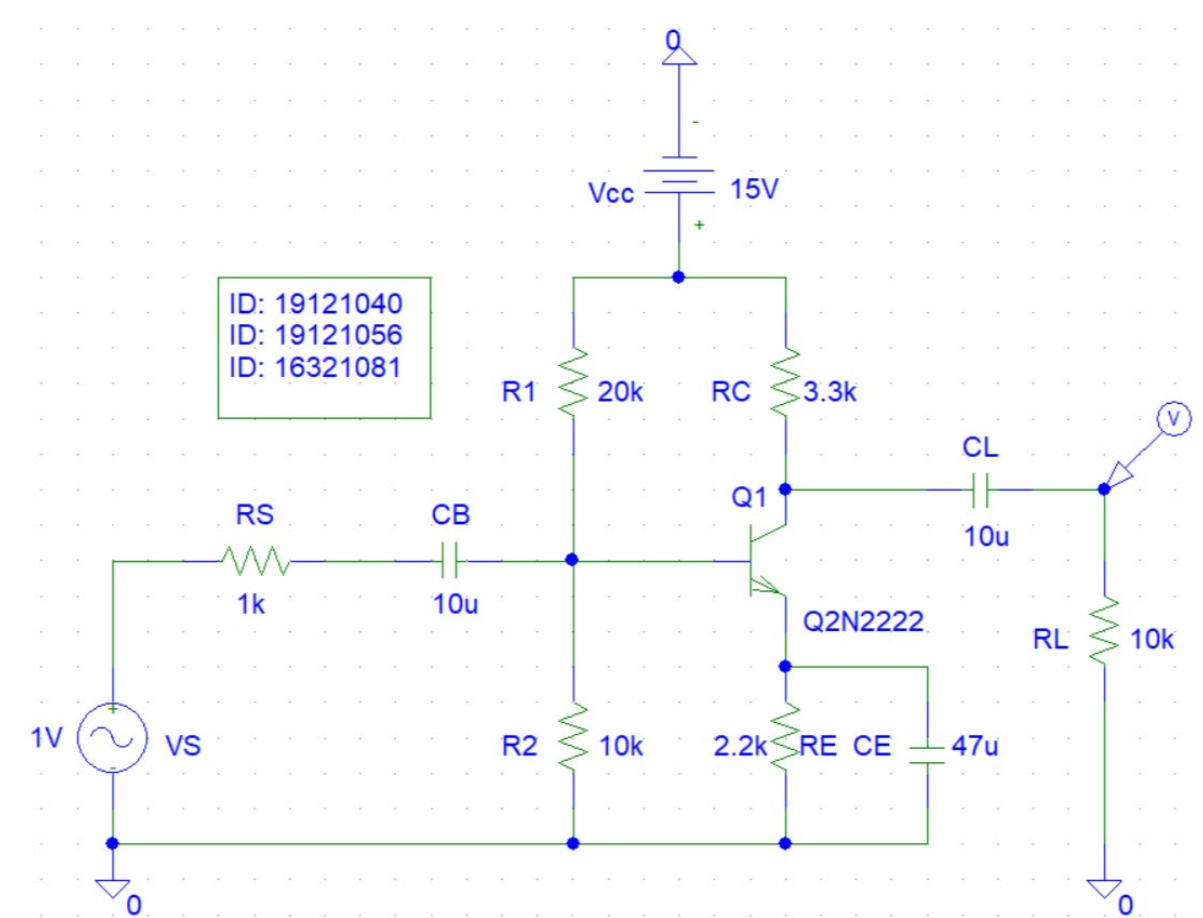 0
-
Vcc 15V
+
ID: 19121040
ID: 19121056
ID: 16321081
R1 20k
RC 3.3k
V
CL
10u
Q1
RS
1k
CB
10u
Q2N2222
RL 10k
1V VS
+
-
R2 10k
2.2k RE CE 47u
0
0